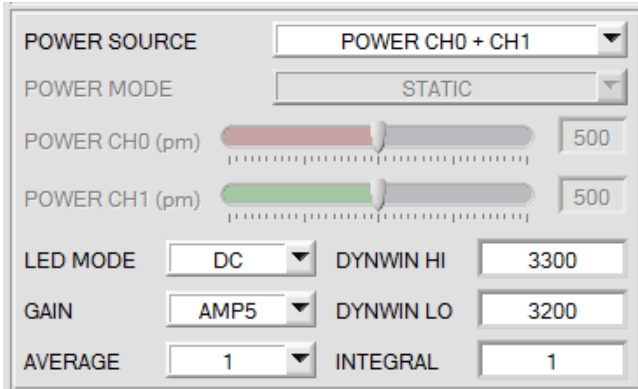 POWER SOURCE POWER CH0 + CH1
POWER MODE STATIC
POWER CH0 (pm) 500
POWER CH1 (pm) 500
LED MODE DC DYNWIN HI 3300
GAIN AMP5 DYNWIN LO 3200
AVERAGE 1 INTEGRAL 1